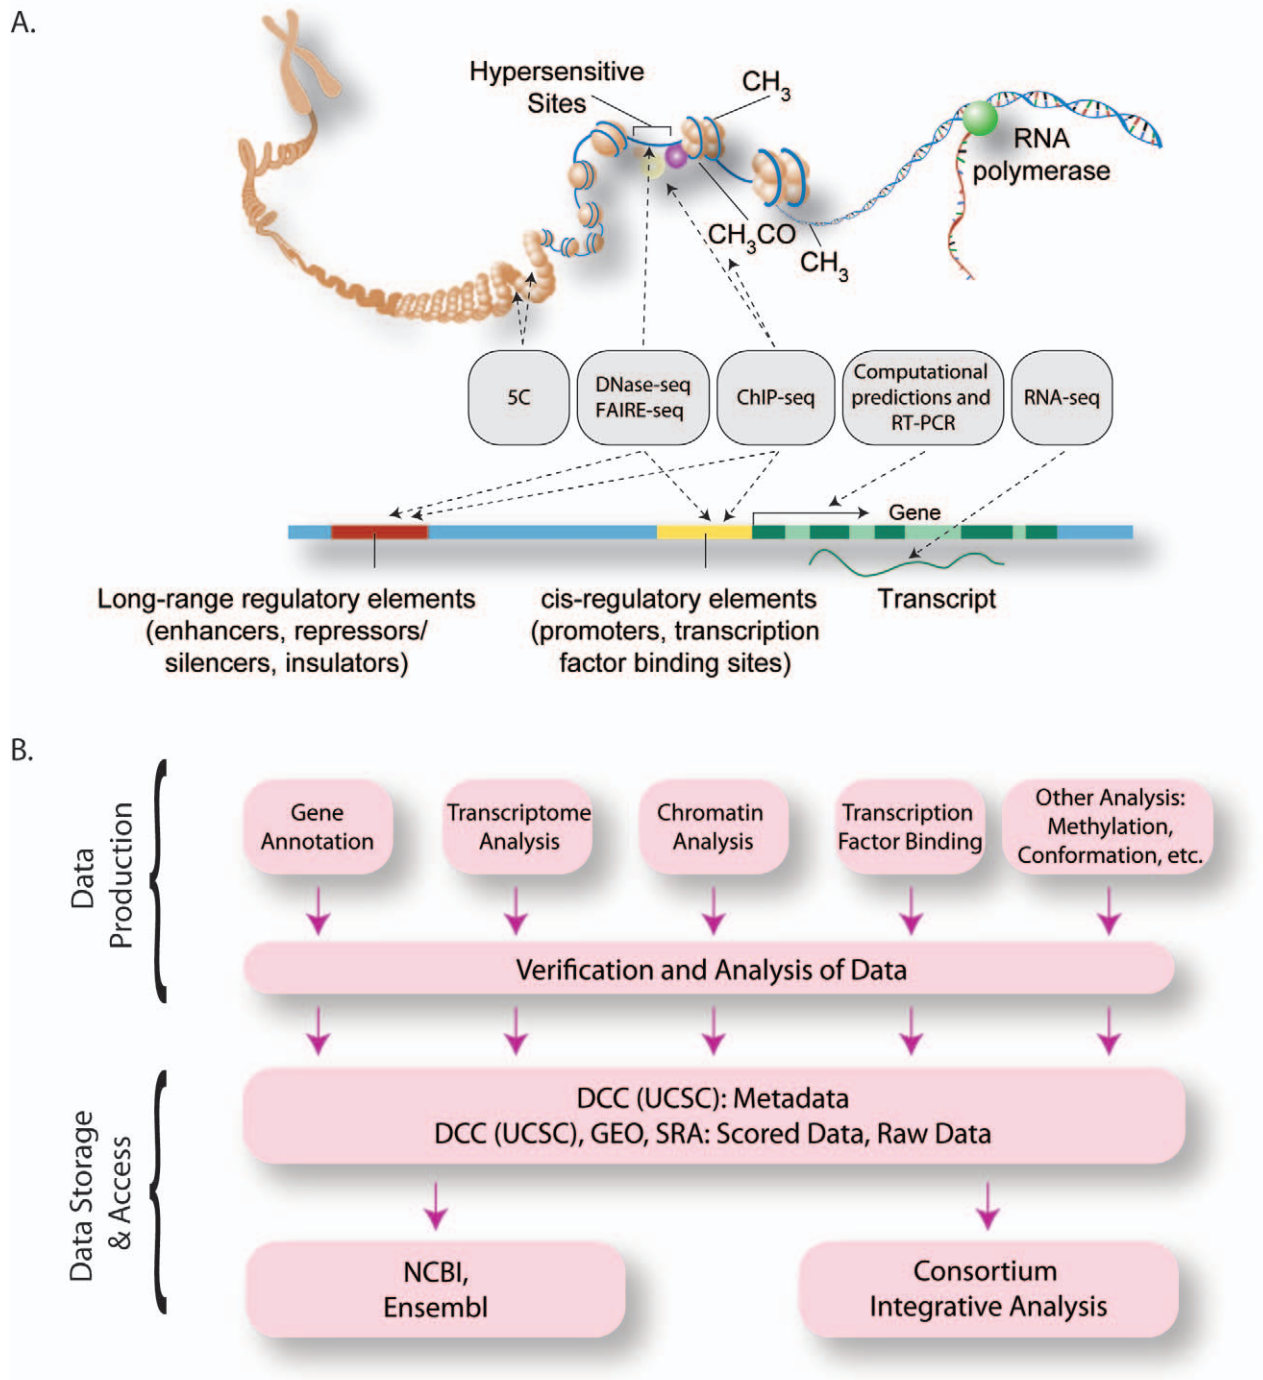 A.
Hypersensitive
Sites
CH3
RNA
polymerase
CH3CO
CH3
5C
DNase-seq
FAIRE-seq
ChIP-seq
Computational
predictions and
RT-PCR
RNA-seq
Gene
Long-range regulatory elements
(enhancers, repressors/
silencers, insulators)
cis-regulatory elements
(promoters, transcription
factor binding sites)
Transcript
B.
Data
Production
Gene
Annotation
Transcriptome
Analysis
Chromatin
Analysis
Transcription
Factor Binding
Other Analysis:
Methylation,
Conformation, etc.
Verification and Analysis of Data
Data Storage
& Access
DCC (UCSC): Metadata
DCC (UCSC), GEO, SRA: Scored Data, Raw Data
NCBI,
Ensembl
Consortium
Integrative Analysis